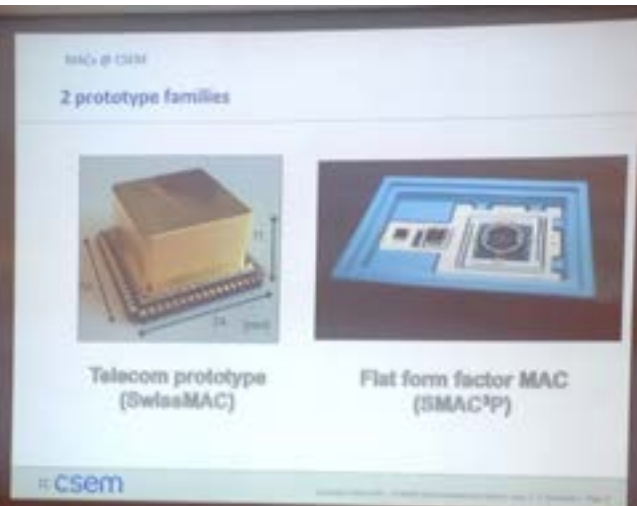 MACs @ CSEM
2 prototype families
Telecom prototype
(SwissMAC)
Flat form factor MAC
(SMAC³P)
csem